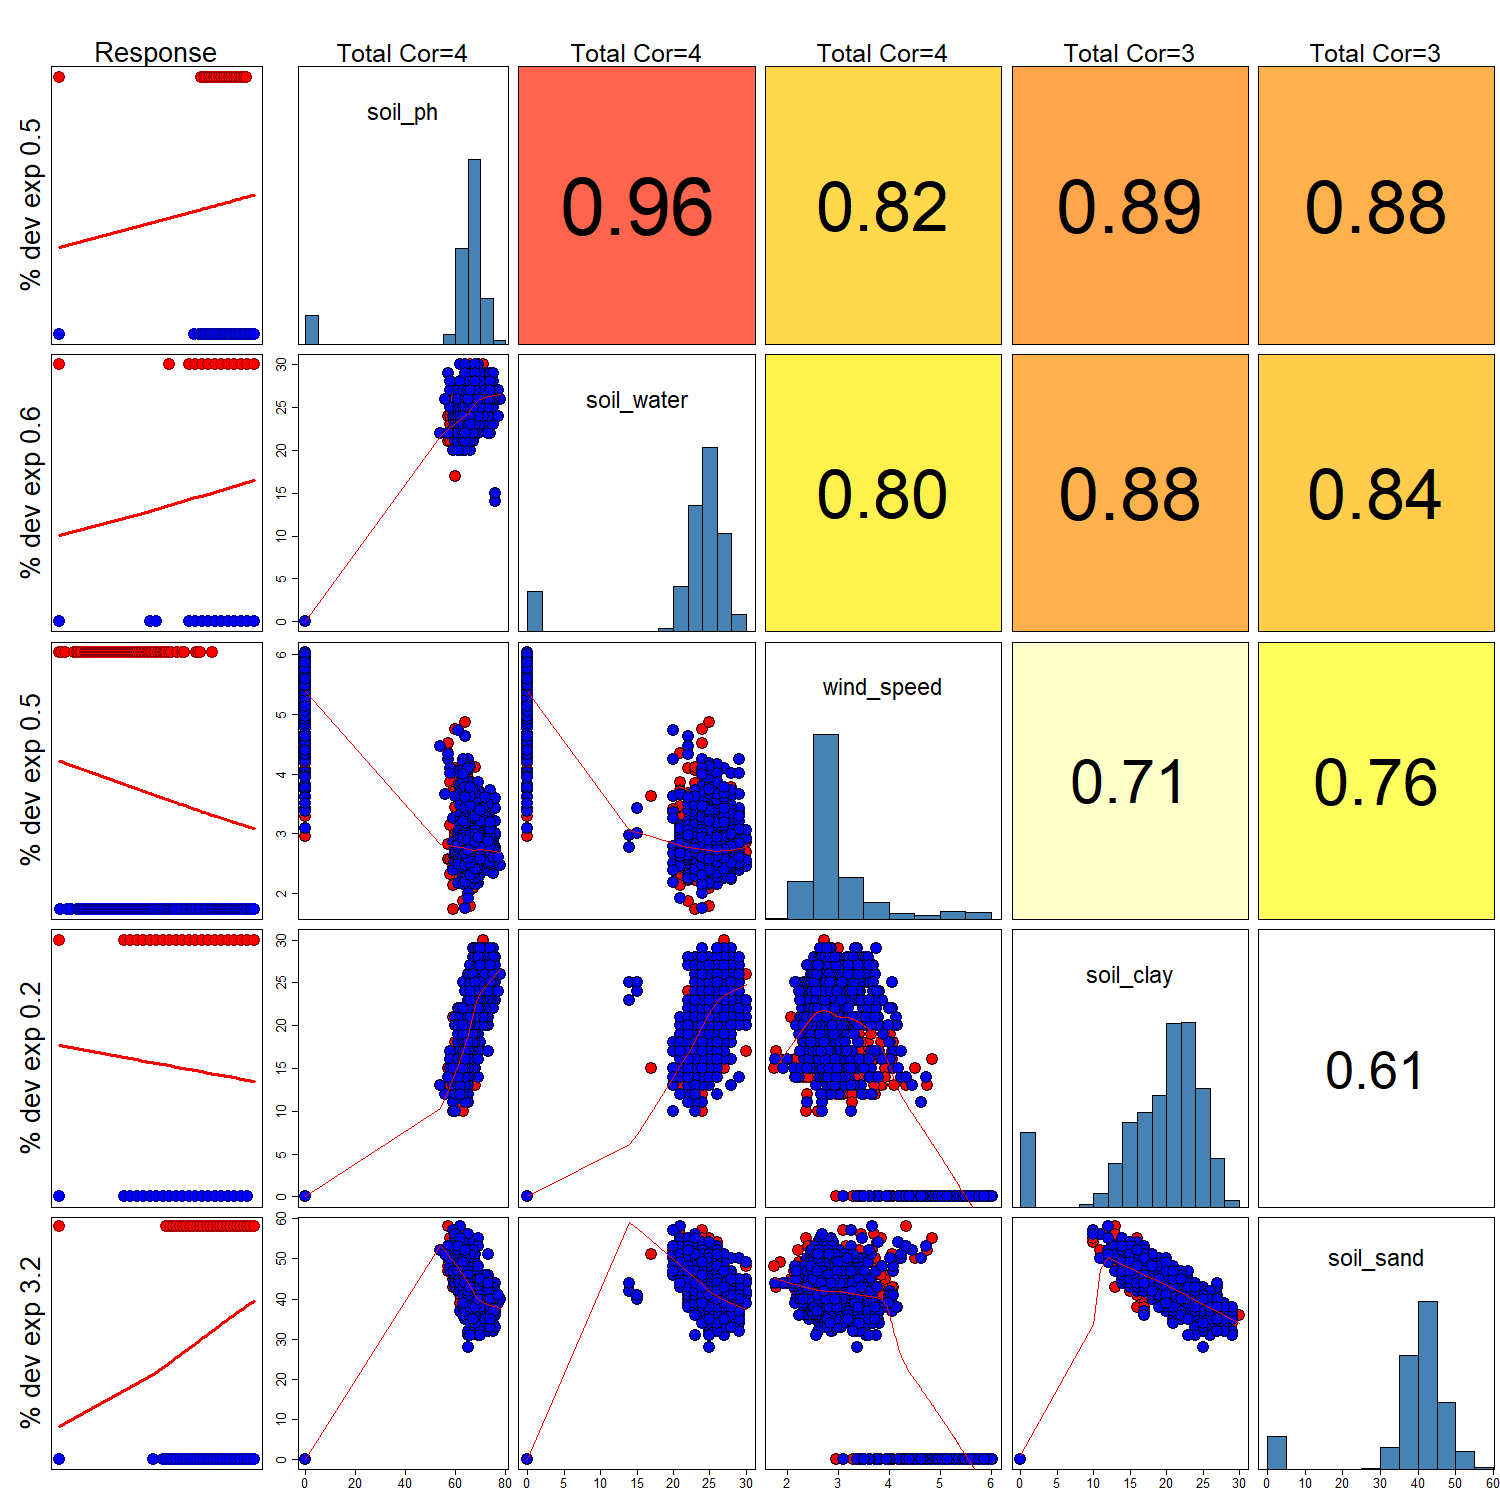 Response
Total Cor=4
Total Cor=4
Total Cor=4
Total Cor=3
Total Cor=3
% dev exp 0.5
soil_ph
0.96
0.82
0.89
0.88
% dev exp 0.6
0 5 10 15 20 25 30
soil_water
0.80
0.88
0.84
% dev exp 0.5
2 3 4 5 6
wind_speed
0.71
0.76
% dev exp 0.2
0 5 10 15 20 25 30
soil_clay
0.61
% dev exp 3.2
0 10 20 30 40 50 60
soil_sand
0 20 40 60 80
0 5 10 15 20 25 30
2 3 4 5 6
0 5 10 15 20 25 30
0 10 20 30 40 50 60